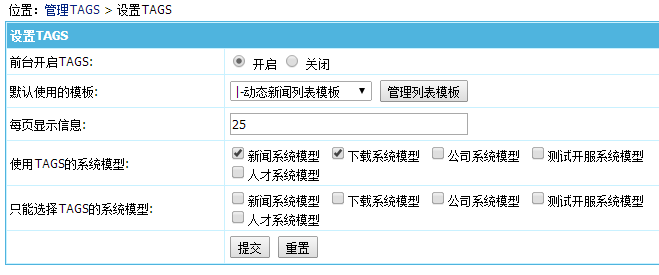 位置：管理TAGS > 设置TAGS
设置TAGS
前台开启TAGS: 开启 关闭
默认使用的模板: |-动态新闻列表模板 管理列表模板
每页显示信息: 25
使用TAGS的系统模型: 新闻系统模型 下载系统模型 公司系统模型 测试开服系统模型
人才系统模型
只能选择TAGS的系统模型: 新闻系统模型 下载系统模型 公司系统模型 测试开服系统模型
人才系统模型
提交 重置